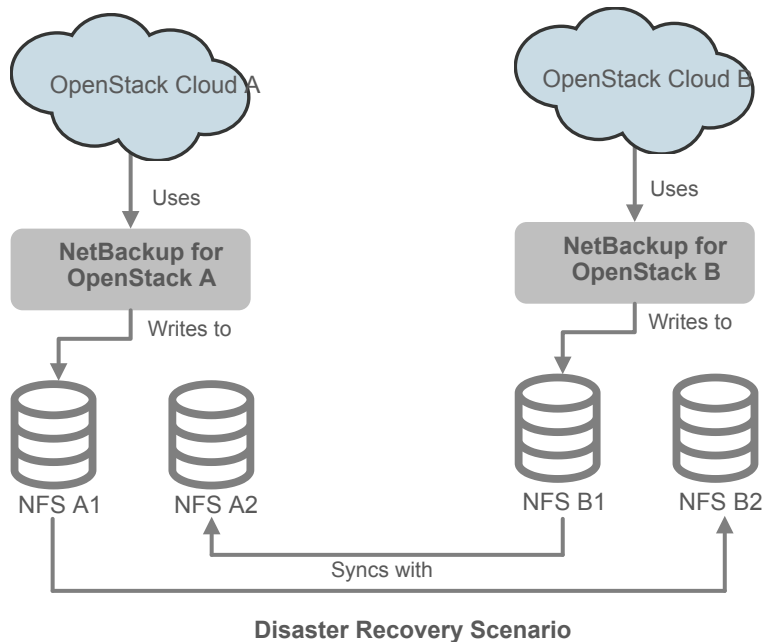 OpenStack Cloud A
OpenStack Cloud B
Uses
Uses
NetBackup for
OpenStack A
NetBackup for
OpenStack B
Writes to
Writes to
NFS A1
NFS A2
NFS B1
NFS B2
Syncs with
Disaster Recovery Scenario